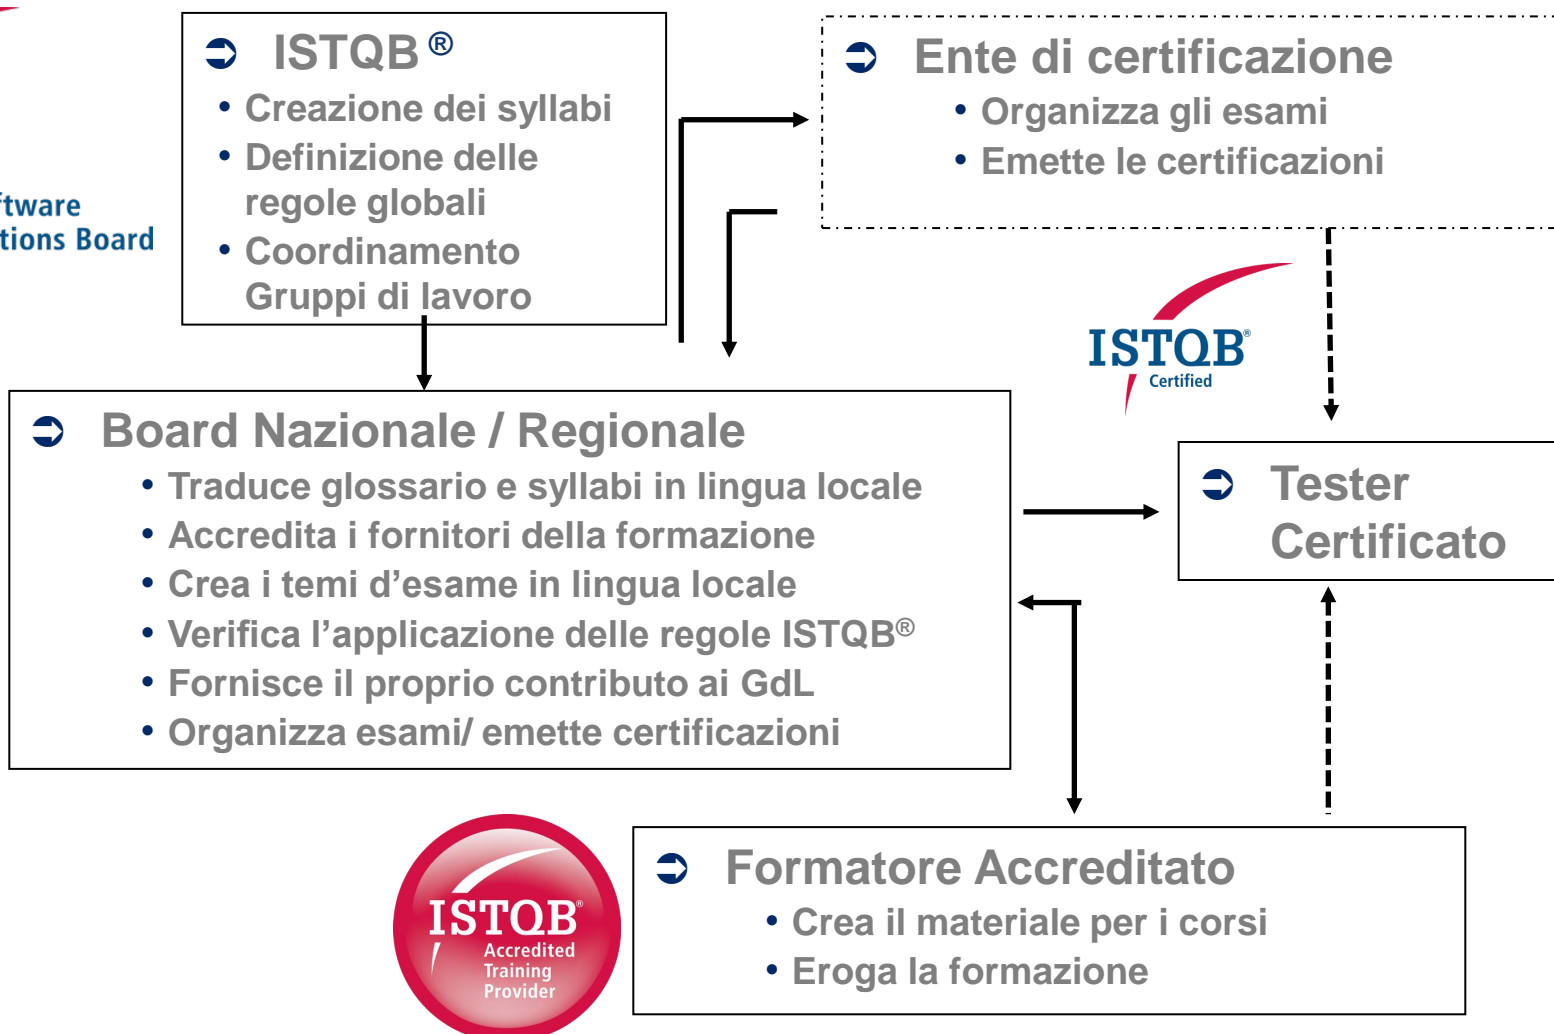 ISTQB®
• Creazione dei syllabi
• Definizione delle
regole globali
• Coordinamento
Gruppi di lavoro
Ente di certificazione
• Organizza gli esami
• Emette le certificazioni
tware
tions Board
ISTQB®
Certified
Board Nazionale / Regionale
• Traduce glossario e syllabi in lingua locale
• Accredita i fornitori della formazione
• Crea i temi d’esame in lingua locale
• Verifica l’applicazione delle regole ISTQB®
• Fornisce il proprio contributo ai GdL
• Organizza esami/ emette certificazioni
Tester
Certificato
ISTQB®
Accredited
Training
Provider
Formatore Accreditato
• Crea il materiale per i corsi
• Eroga la formazione